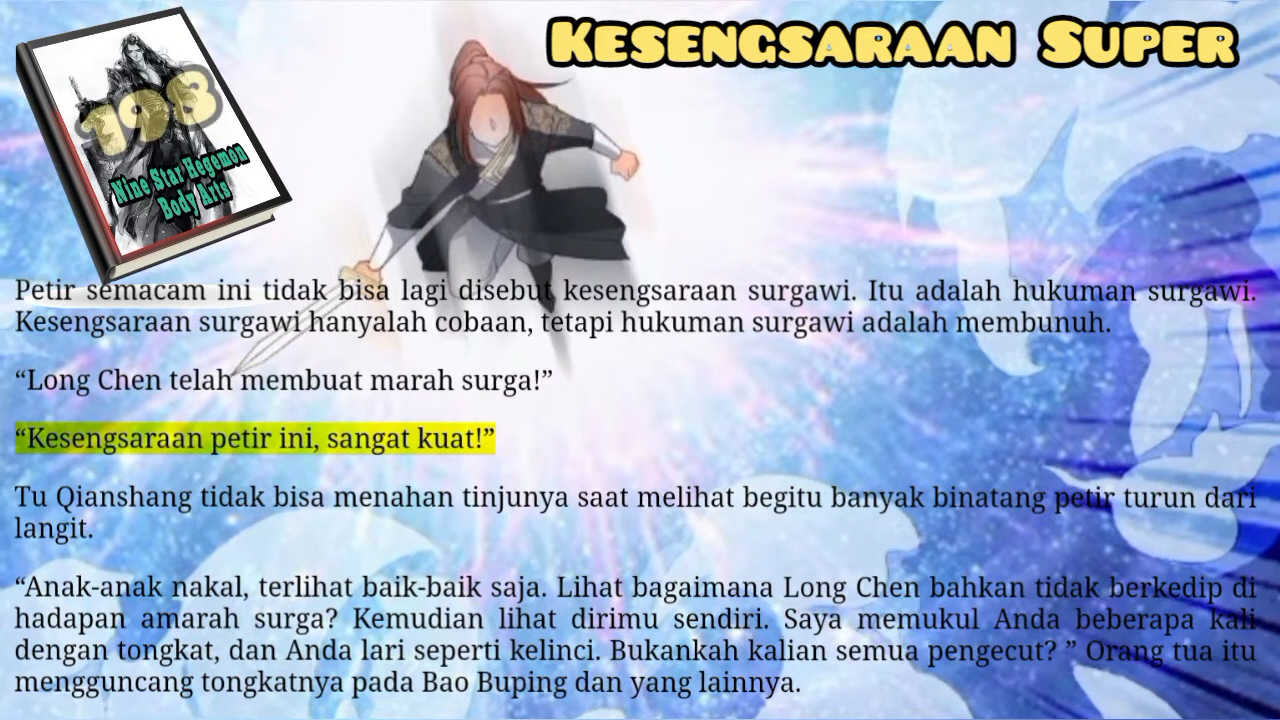 Kesengsaraan Super
198
Nine Star Hegemon
Body Arts
Petir semacam ini tidak bisa lagi disebut kesengsaraan surgawi. Itu adalah hukuman surgawi.
Kesengsaraan surgawi hanyalah cobaan, tetapi hukuman surgawi adalah membunuh.
“Long Chen telah membuat marah surga!”
“Kesengsaraan petir ini, sangat kuat!”
Tu Qianshang tidak bisa menahan tinjunya saat melihat begitu banyak binatang petir turun dari
langit.
“Anak-anak nakal, terlihat baik-baik saja. Lihat bagaimana Long Chen bahkan tidak berkedip di
hadapan amarah surga? Kemudian lihat dirimu sendiri. Saya memukul Anda beberapa kali
dengan tongkat, dan Anda lari seperti kelinci. Bukankah kalian semua pengecut? ” Orang tua itu
mengguncang tongkatnya pada Bao Buping dan yang lainnya.